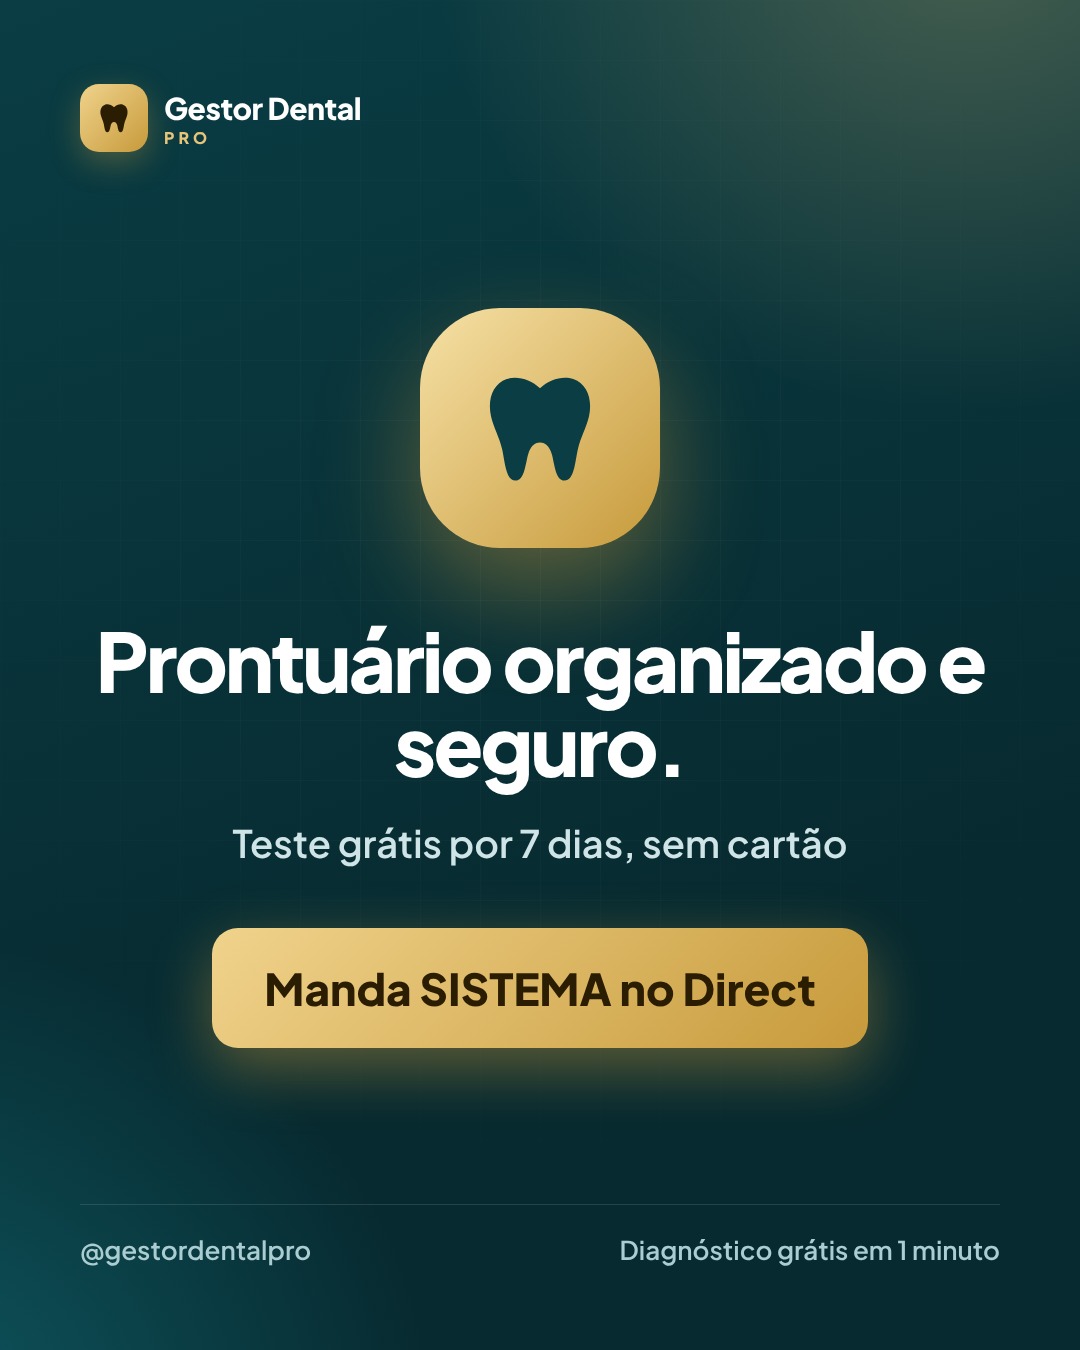 Gestor Dental
PRO
Prontuário organizado e
seguro.
Teste grátis por 7 dias, sem cartão
Manda SISTEMA no Direct
@gestordentalpro
Diagnóstico grátis em 1 minuto